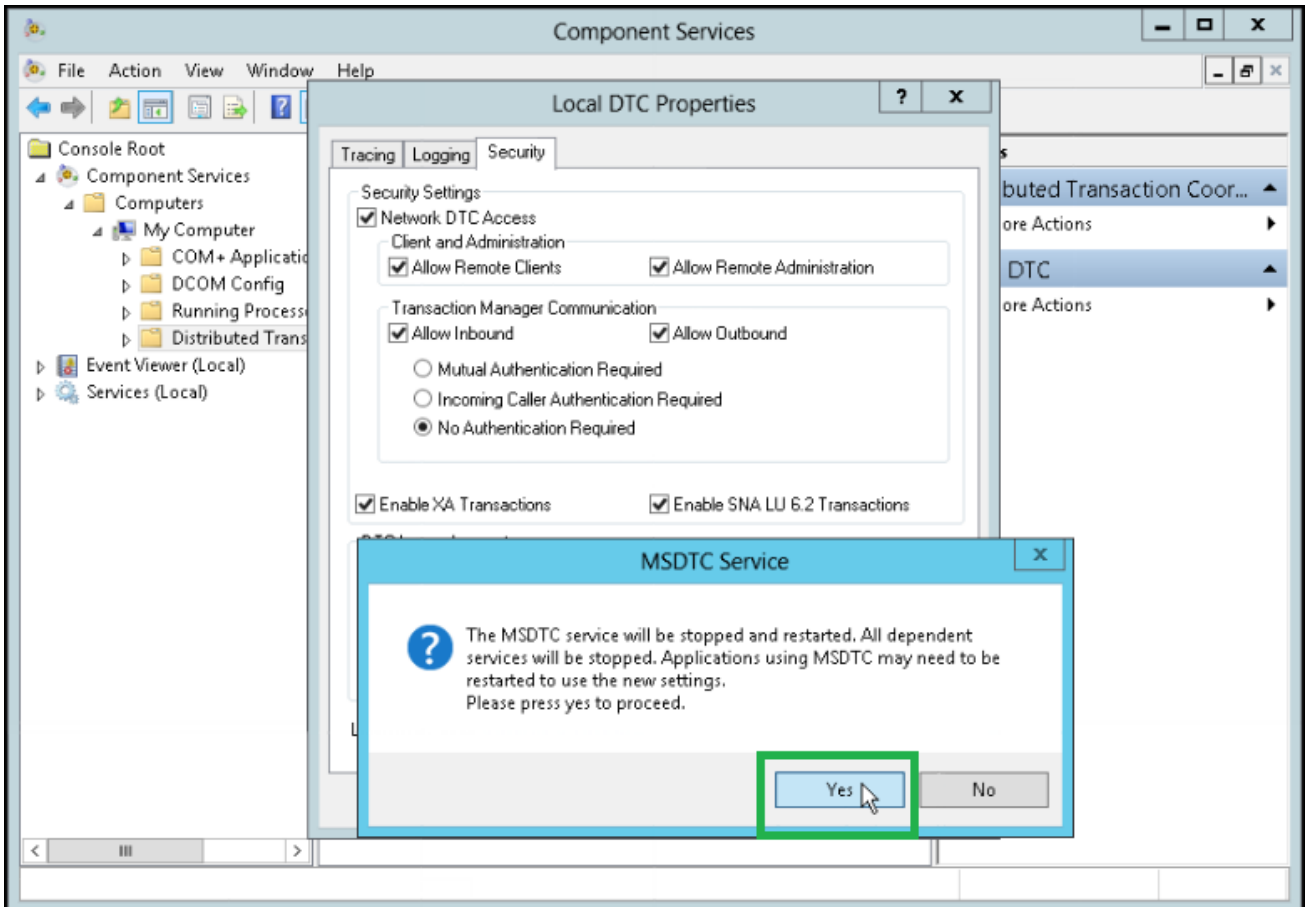 Component Services
File Action View Window Help
Local DTC Properties
? x
Console Root
Component Services
Computers
My Computer
COM+ Applicatio
DCOM Config
Running Processe
Distributed Trans
Event Viewer (Local)
Services (Local)
Tracing Logging Security
Security Settings
Network DTC Access
Client and Administration
Allow Remote Clients Allow Remote Administration
Transaction Manager Communication
Allow Inbound Allow Outbound
Mutual Authentication Required
Incoming Caller Authentication Required
No Authentication Required
Enable XA Transactions Enable SNA LU 6.2 Transactions
MSDTC Service
The MSDTC service will be stopped and restarted. All dependent
services will be stopped. Applications using MSDTC may need to be
restarted to use the new settings.
Please press yes to proceed.
Yes No
s
buted Transaction Coor...
ore Actions
DTC
ore Actions